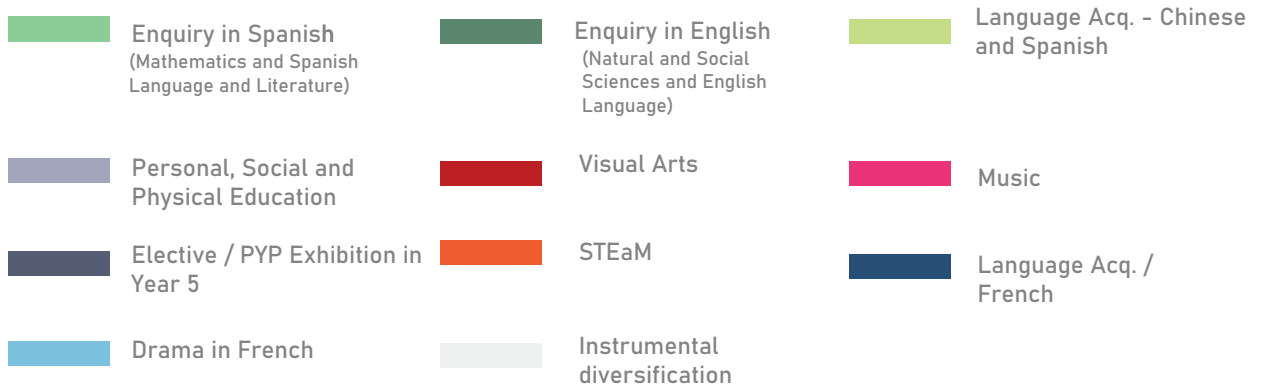 Enquiry in Spanish
(Mathematics and Spanish
Language and Literature)
Enquiry in English
(Natural and Social
Sciences and English
Language)
Language Acq. - Chinese
and Spanish
Personal, Social and
Physical Education
Visual Arts
Music
Elective / PYP Exhibition in
Year 5
STEaM
Language Acq. /
French
Drama in French
Instrumental
diversification